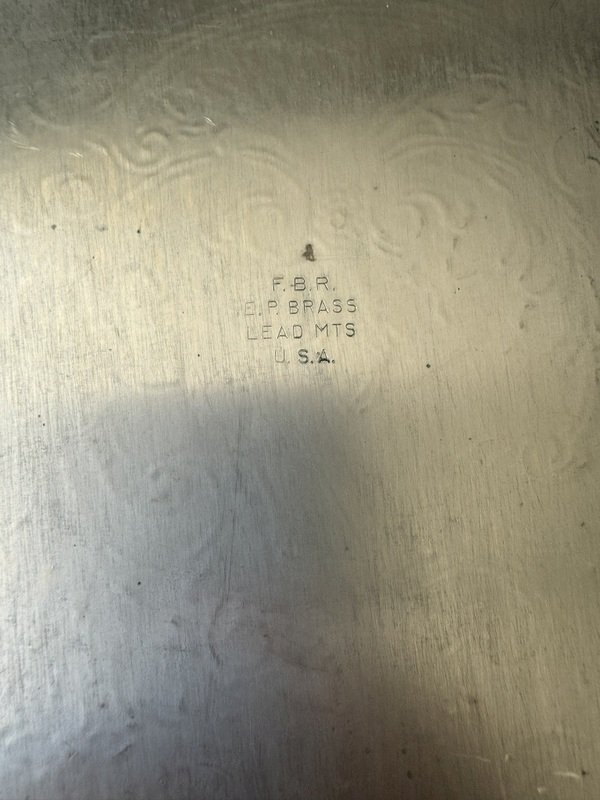 F.B.R.
E.P. BRASS
LEAD MTS
U.S.A.